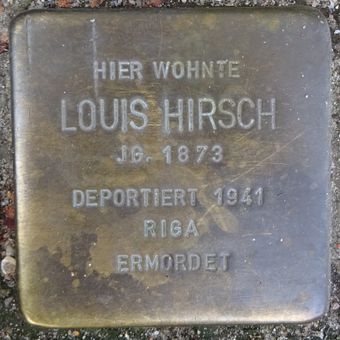 HIER WOHNTE
LOUIS HIRSCH
JG. 1873
DEPORTIERT 1941
RIGA
ERMORDET